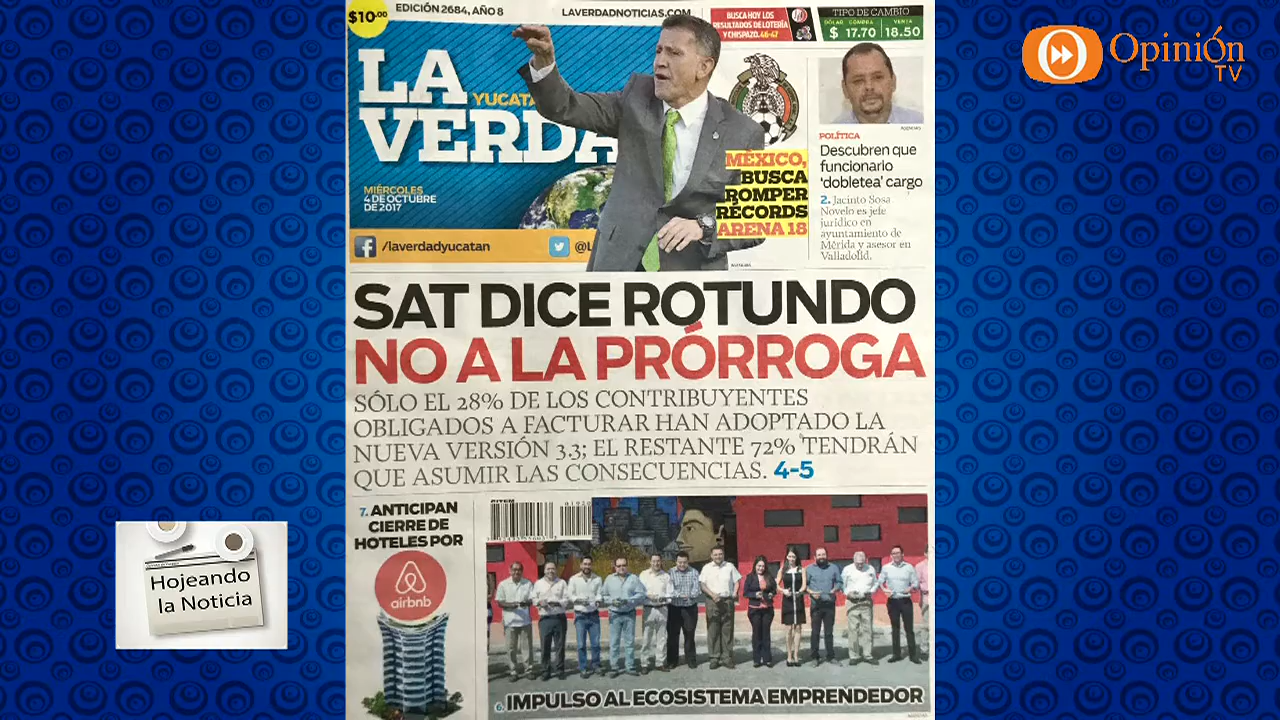 $10.00
EDICIÓN 2684, AÑO 8
LAVERDADNOTICIAS.COM
BUSCA HOY LOS
RESULTADOS DE LOTERÍA
Y CHISPAZO. 46-47
TIPO DE CAMBIO
DÓLAR COMPRA VENTA
$ 17.70 18.50
Opinión
TV
LA
YUCATA
VERDA
MIÉRCOLES
4 DE OCTUBRE
DE 2017
/laverdadyucatan
@L
MÉXICO,
BUSCA
ROMPER
RÉCORDS
ARENA 18
AGENCIAS
AGENCIAS
POLÍTICA
Descubren que
funcionario
‘dobletea’ cargo
2. Jacinto Sosa
Novelo es jefe
jurídico en
ayuntamiento de
Mérida y asesor en
Valladolid.
SAT DICE ROTUNDO
NO A LA PRÓRROGA
SÓLO EL 28% DE LOS CONTRIBUYENTES
OBLIGADOS A FACTURAR HAN ADOPTADO LA
NUEVA VERSIÓN 3.3; EL RESTANTE 72% TENDRÁN
QUE ASUMIR LAS CONSECUENCIAS. 4-5
7. ANTICIPAN
CIERRE DE
HOTELES POR
airbnb
6. IMPULSO AL ECOSISTEMA EMPRENDEDOR
Hojeando
la Noticia